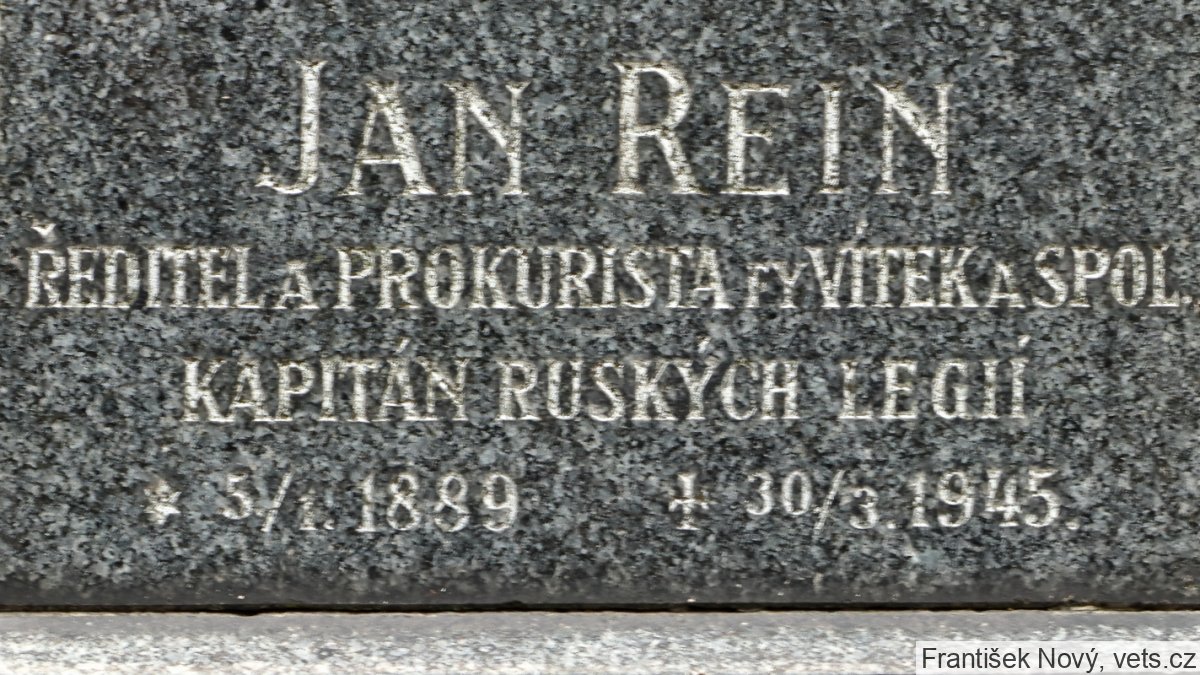 JAN REIN
ŘEDITEL A PROKURISTA FY VÍTEK A SPOL.
KAPITÁN RUSKÝCH LEGIÍ
* 5/1. 1889 ✝ 30/3. 1945.
František Nový, vets.cz